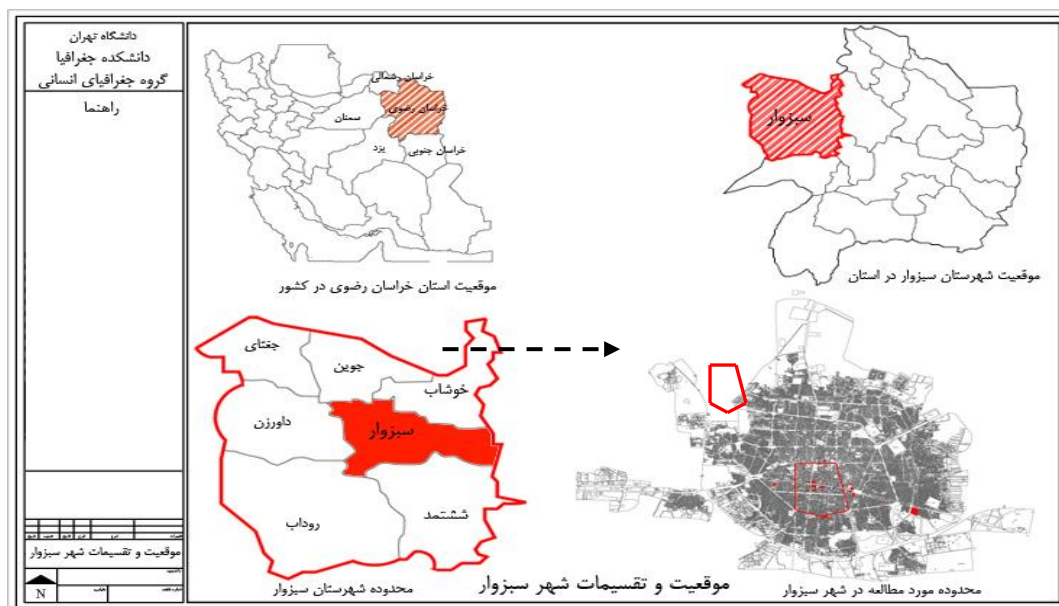 دانشگاه تهران
دانشکده جغرافیا
گروه جغرافیای انسانی
راهنما
خراسان رضوی
خراسان شمالی
سمنان
یزد
خراسان جنوبی
موقعیت استان خراسان رضوی در کشور
سبزوار
موقعیت شهرستان سبزوار در استان
جغتای
جوین
خوشاب
داورزن
سبزوار
روداب
ششتمد
محدوده شهرستان سبزوار
موقعیت و تقسیمات شهر سبزوار
محدوده مورد مطالعه در شهر سبزوار
موقعیت و تقسیمات شهر سبزوار
N